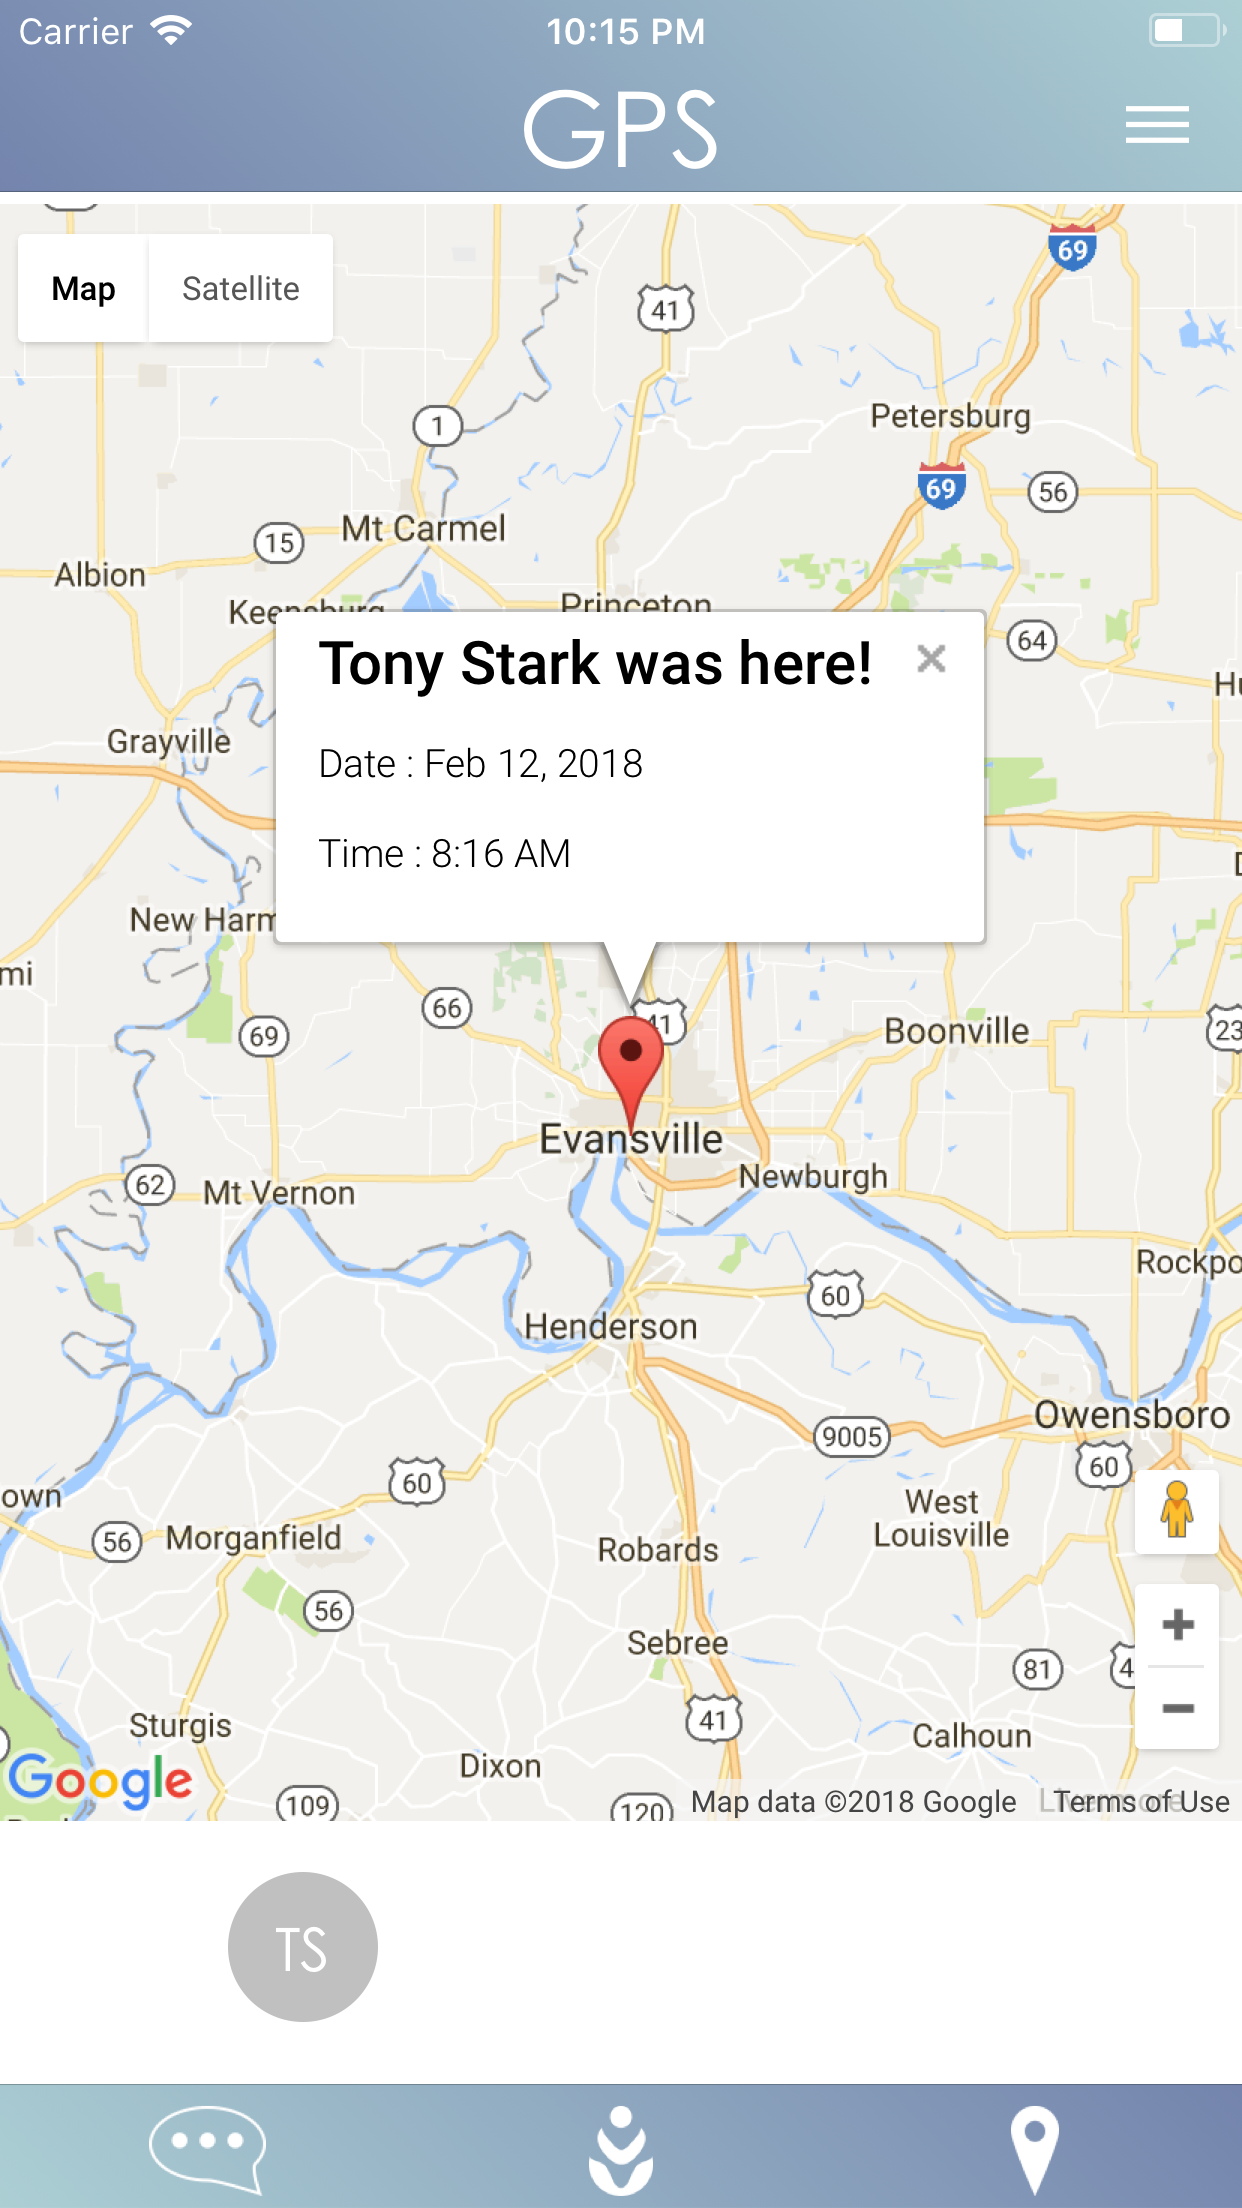 Carrier
10:15 PM
GPS
Map
Satellite
69
41
Petersburg
1
69
56
Mt Carmel
15
Albion
Keensburg
Princeton
64
Tony Stark was here!
Grayville
Date : Feb 12, 2018
Time : 8:16 AM
New Harm
mi
66
69
41
Boonville
23
Evansville
Newburgh
62
Mt Vernon
Rockpo
60
Henderson
Owensboro
9005
60
60
own
West
Louisville
56
Morganfield
Robards
56
Sebree
81
4
Sturgis
41
Calhoun
Dixon
Google
109
120
Map data ©2018 Google
Livermore
Terms of Use
TS